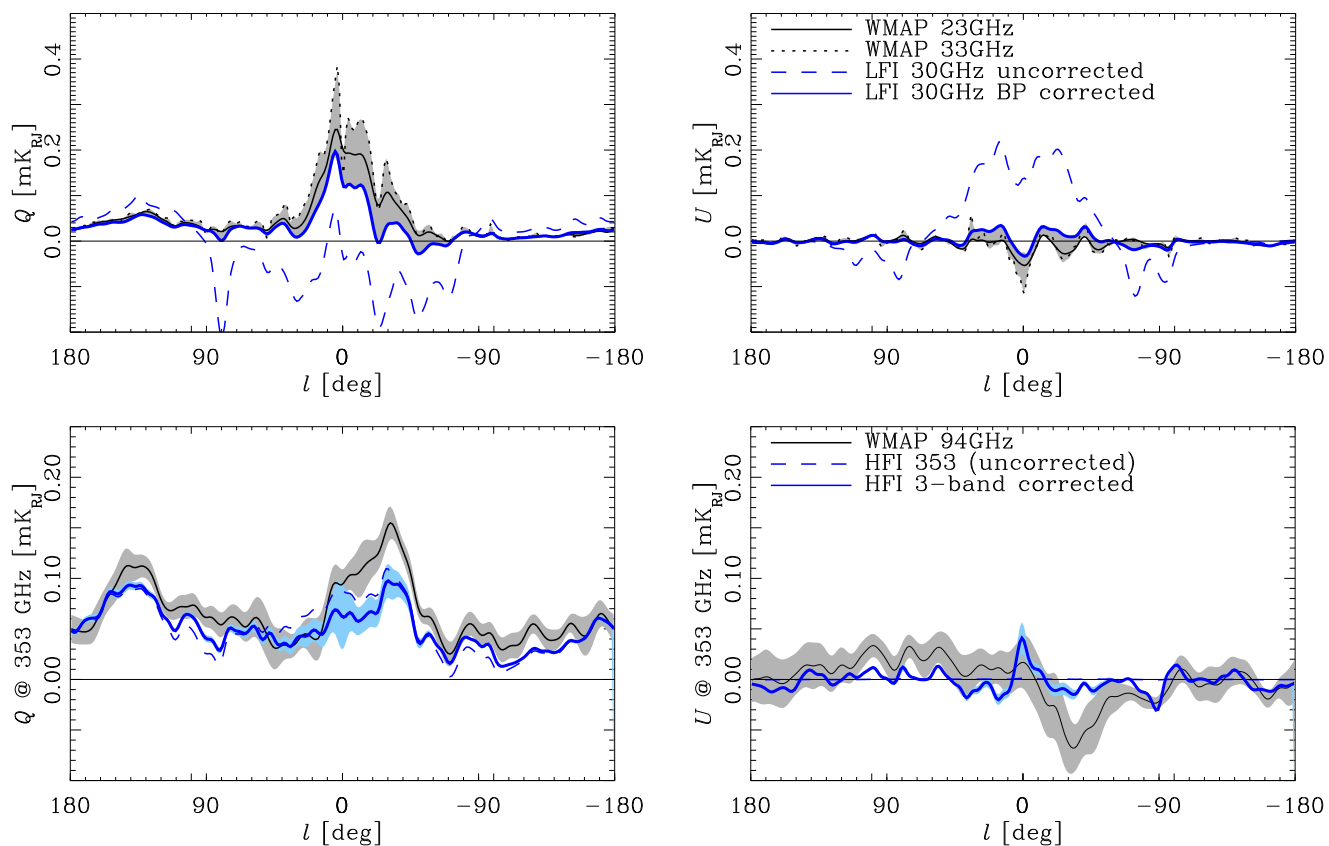 0.4
0.2
0.0
Q [mK_RJ]
180 90 0 −90 −180
l [deg]
WMAP 23GHz
WMAP 33GHz
LFI 30GHz uncorrected
LFI 30GHz BP corrected
0.4
0.2
0.0
U [mK_RJ]
180 90 0 −90 −180
l [deg]
0.20
0.10
0.00
Q @ 353 GHz [mK_RJ]
180 90 0 −90 −180
l [deg]
WMAP 94GHz
HFI 353 (uncorrected)
HFI 3−band corrected
0.20
0.10
0.00
U @ 353 GHz [mK_RJ]
180 90 0 −90 −180
l [deg]